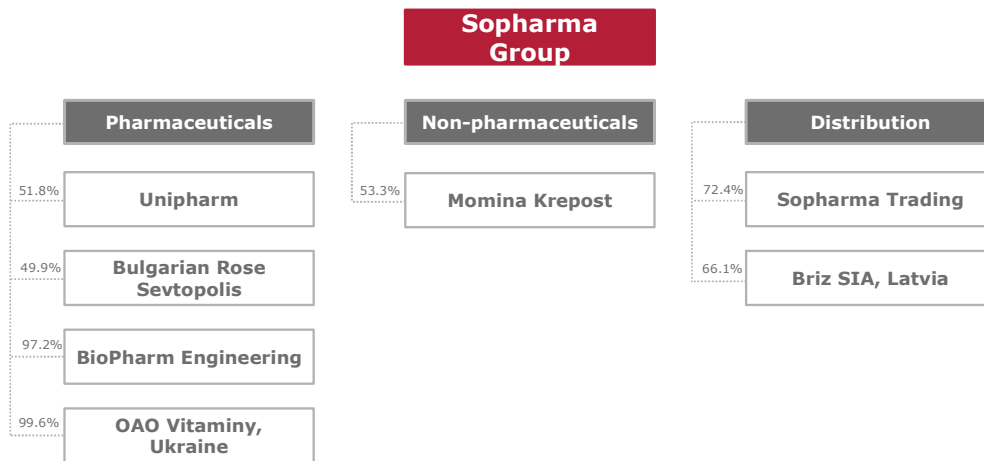 Sopharma
Group
Pharmaceuticals
Non-pharmaceuticals
Distribution
51.8%
Unipharm
53.3%
Momina Krepost
72.4%
Sopharma Trading
49.9%
Bulgarian Rose
Sevtopolis
66.1%
Briz SIA, Latvia
97.2%
BioPharm Engineering
99.6%
OAO Vitaminy,
Ukraine